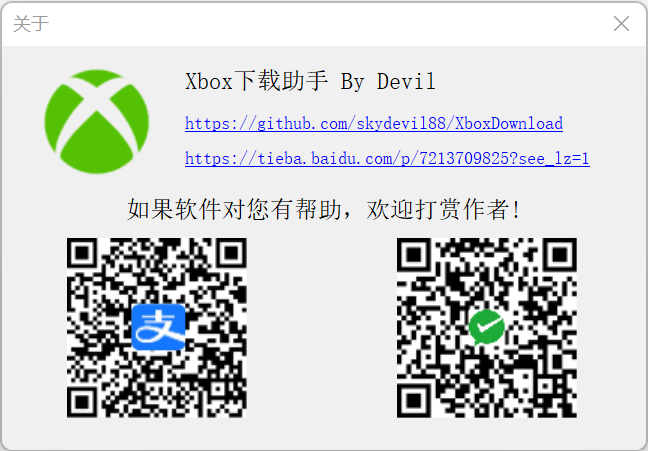 关于
Xbox下载助手 By Devil
https://github.com/skydevil88/XboxDownload
https://tieba.baidu.com/p/7213709825?see_lz=1
如果软件对您有帮助，欢迎打赏作者!
支